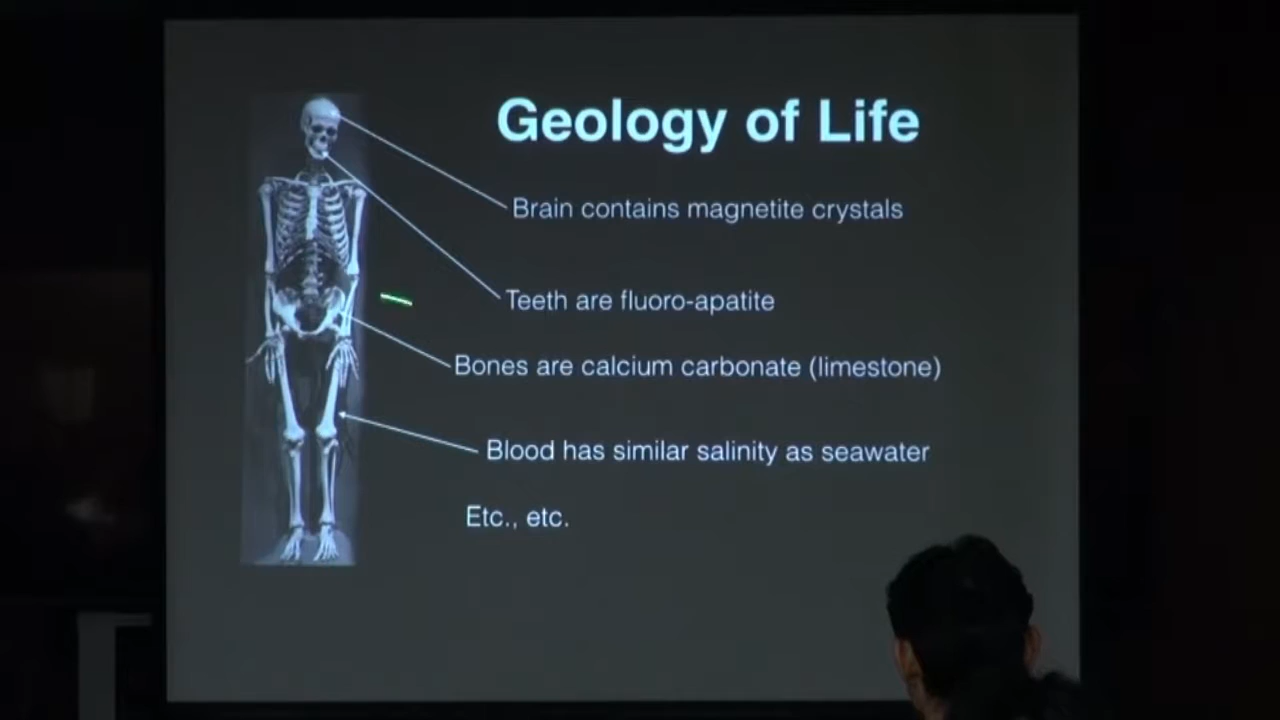 Geology of Life
Brain contains magnetite crystals
Teeth are fluoro-apatite
Bones are calcium carbonate (limestone)
Blood has similar salinity as seawater
Etc., etc.